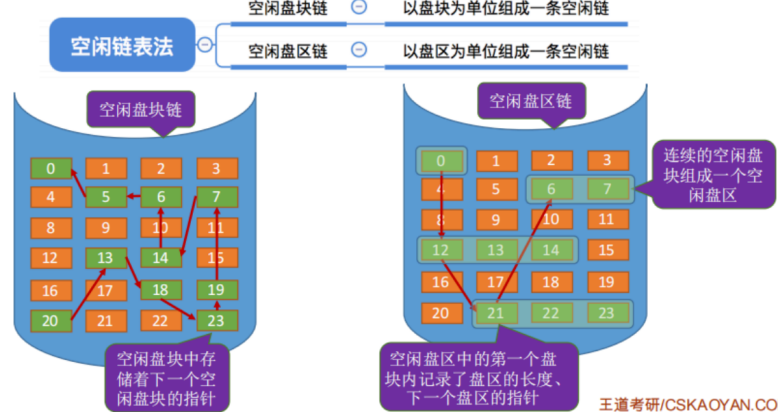 空闲链表法
空闲盘块链
以盘块为单位组成一条空闲链
空闲盘区链
以盘区为单位组成一条空闲链
空闲盘块链
0 1 2 3
4 5 6 7
8 9 10 11
12 13 14 15
16 17 18 19
20 21 22 23
空闲盘块中存
储着下一个空
闲盘块的指针
空闲盘区链
0 1 2 3
4 5 6 7
8 9 10 11
12 13 14 15
16 17 18 19
20 21 22 23
连续的空闲盘
块组成一个空
闲盘区
空闲盘区中的第一个盘
块内记录了盘区的长度、
下一个盘区的指针
王道考研/CSKAOYAN.CO